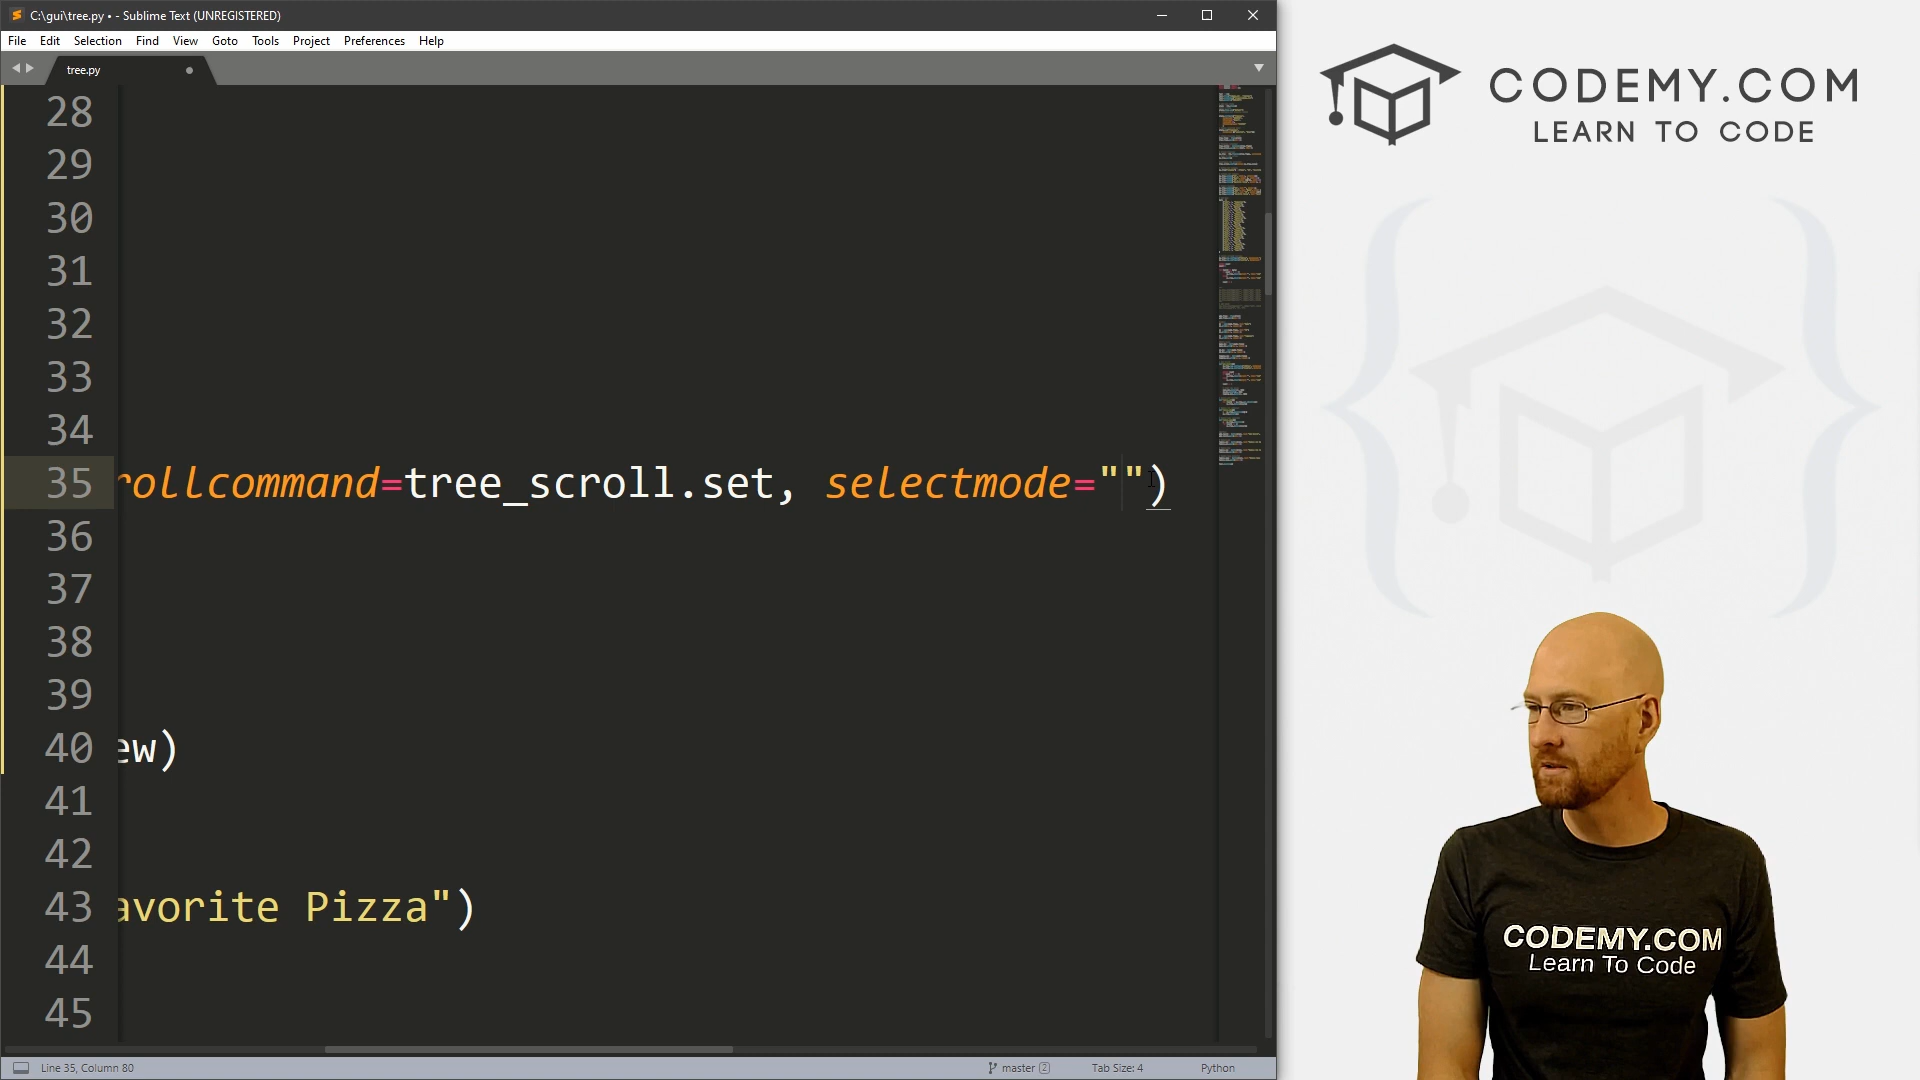 C:\gui\tree.py • - Sublime Text (UNREGISTERED)
File Edit Selection Find View Goto Tools Project Preferences Help
tree.py
28
29
30
31
32
33
34
35 rollcommand=tree_scroll.set, selectmode="")
36
37
38
39
40 ew)
41
42
43 avorite Pizza")
44
45
Line 35, Column 80
master 2
Tab Size: 4
Python
CODEMY.COM
LEARN TO CODE
CODEMY.COM
Learn To Code